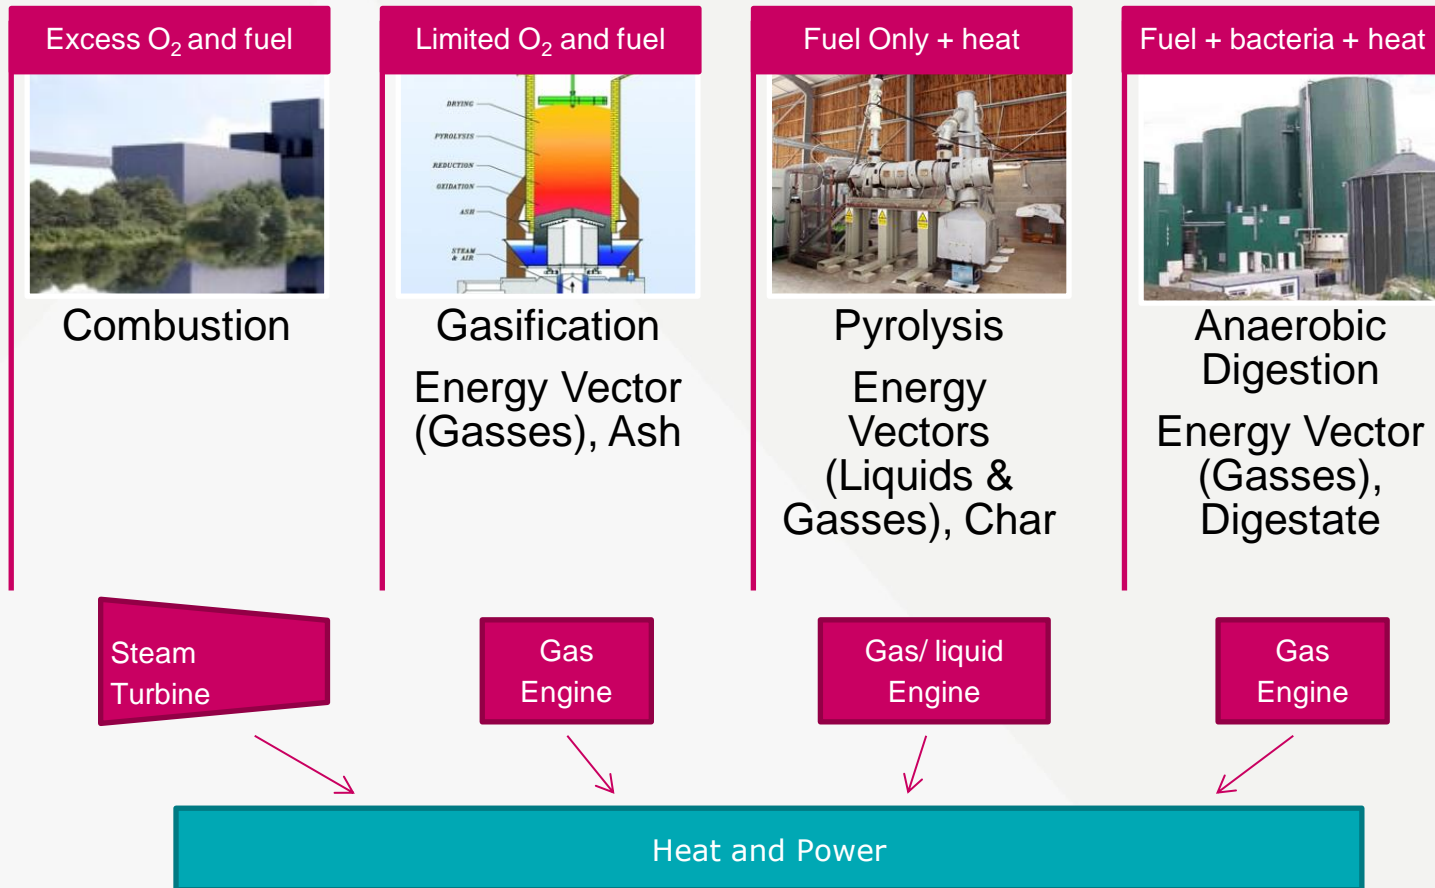 Excess O₂ and fuel
Limited O₂ and fuel
Fuel Only + heat
Fuel + bacteria + heat
DRYING
PYROLYSIS
REDUCTION
OXIDATION
ASH
STEAM
& AIR
Combustion
Gasification
Energy Vector
(Gasses), Ash
Pyrolysis
Energy
Vectors
(Liquids &
Gasses), Char
Anaerobic
Digestion
Energy Vector
(Gasses),
Digestate
Steam
Turbine
Gas
Engine
Gas/ liquid
Engine
Gas
Engine
Heat and Power